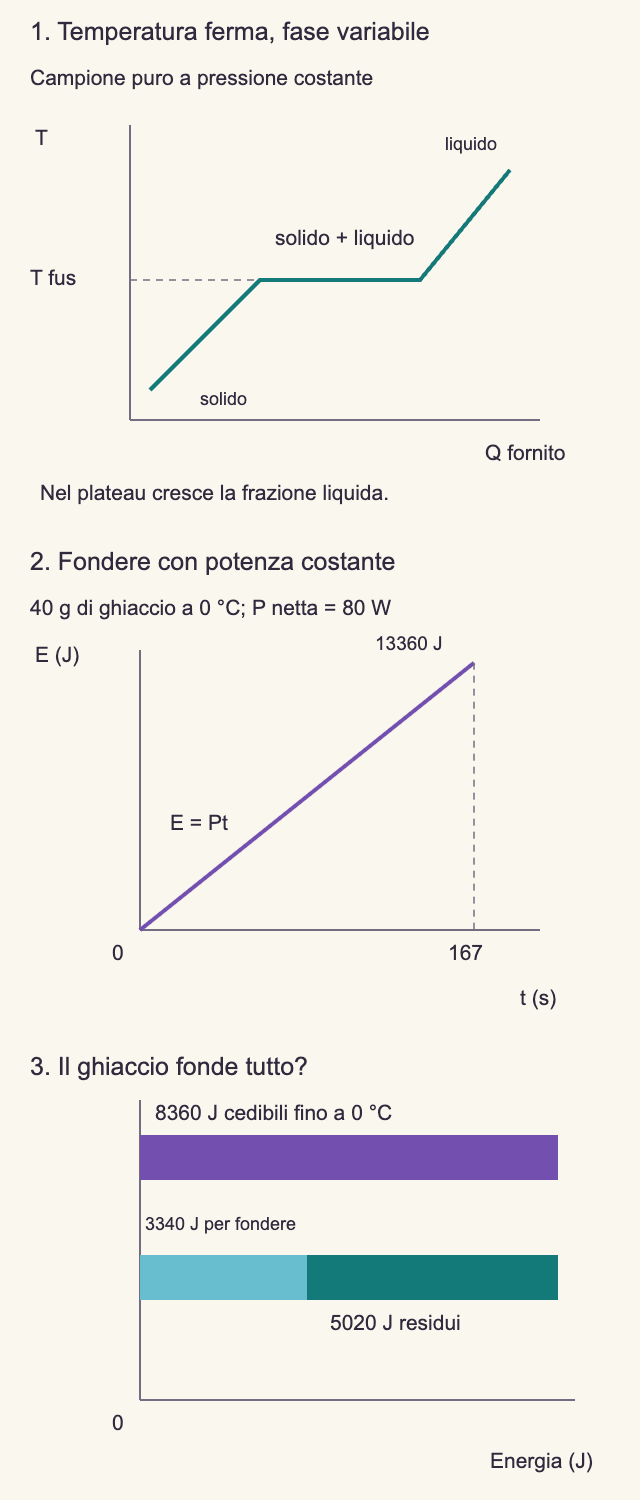 1. Temperatura ferma, fase variabile
Campione puro a pressione costante
T
liquido
solido + liquido
T fus
solido
Q fornito
Nel plateau cresce la frazione liquida.
2. Fondere con potenza costante
40 g di ghiaccio a 0 °C; P netta = 80 W
13360 J
E (J)
E = Pt
0
167
t (s)
3. Il ghiaccio fonde tutto?
8360 J cedibili fino a 0 °C
3340 J per fondere
5020 J residui
0
Energia (J)